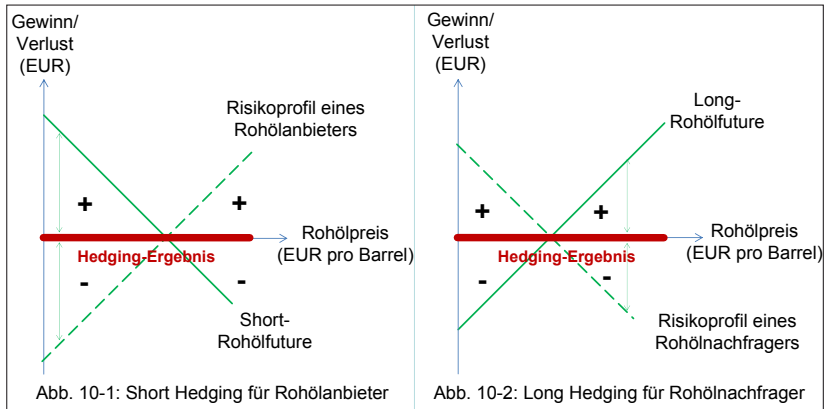 Gewinn/
Verlust
(EUR)
Risikoprofil eines
Rohölanbieters
+
+
Rohölpreis
(EUR pro Barrel)
Hedging-Ergebnis
-
-
Short-
Rohölfuture
Abb. 10-1: Short Hedging für Rohölanbieter
Gewinn/
Verlust
(EUR)
Long-
Rohölfuture
+
+
Rohölpreis
(EUR pro Barrel)
Hedging-Ergebnis
-
-
Risikoprofil eines
Rohölnachfragers
Abb. 10-2: Long Hedging für Rohölnachfrager